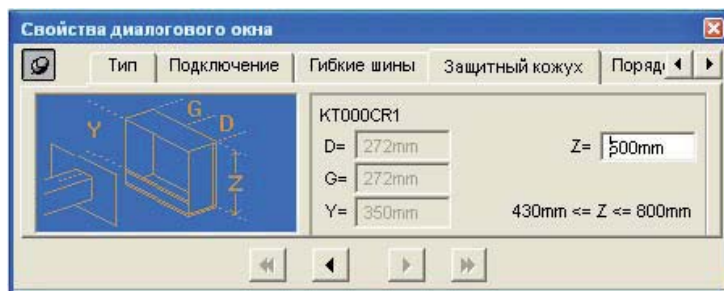 Свойства диалогового окна
Тип Подключение Гибкие шины Защитный кожух Поряд
Y G D Z
KT000CR1
D= 272mm Z= 500mm
G= 272mm
Y= 350mm 430mm <= Z <= 800mm